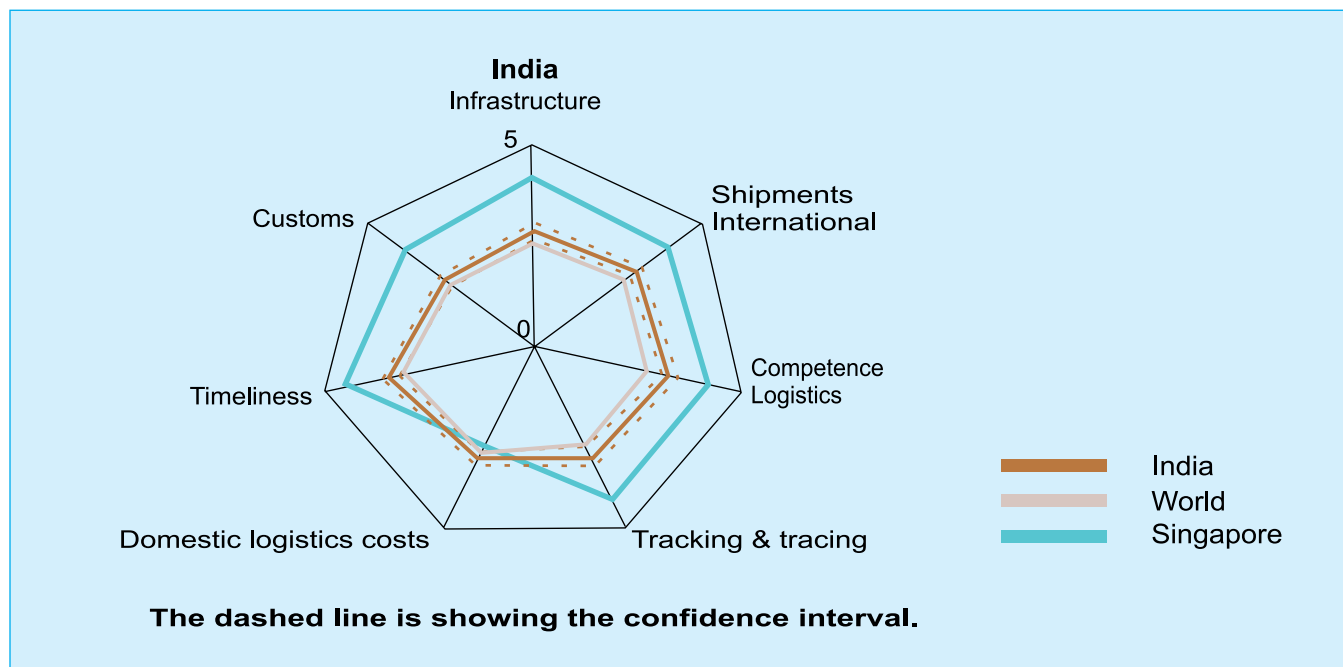 India
Infrastructure
5
Shipments
International
Customs
0
Competence
Logistics
Timeliness
Domestic logistics costs
Tracking & tracing
India
World
Singapore
The dashed line is showing the confidence interval.